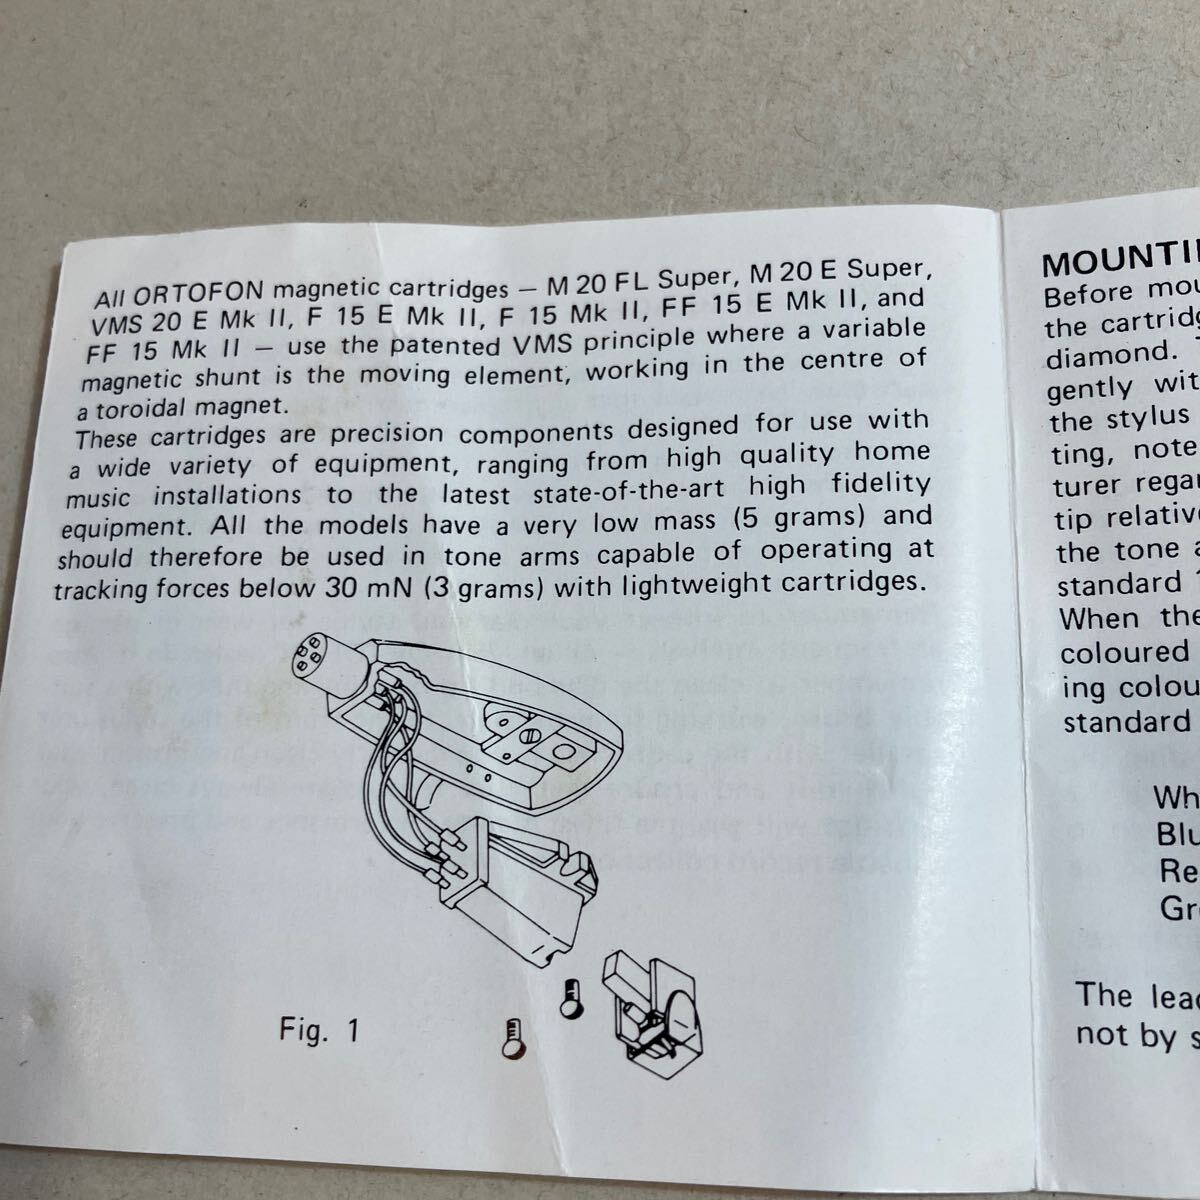 All ORTOFON magnetic cartridges — M 20 FL Super, M 20 E Super,
VMS 20 E Mk II, F 15 E Mk II, F 15 Mk II, FF 15 E Mk II, and
FF 15 Mk II — use the patented VMS principle where a variable
magnetic shunt is the moving element, working in the centre of
a toroidal magnet.
These cartridges are precision components designed for use with
a wide variety of equipment, ranging from high quality home
music installations to the latest state-of-the-art high fidelity
equipment. All the models have a very low mass (5 grams) and
should therefore be used in tone arms capable of operating at
tracking forces below 30 mN (3 grams) with lightweight cartridges.
Fig. 1
MOUNTI
Before mou
the cartridg
diamond. T
gently wit
the stylus
ting, note
turer regar
tip relativ
the tone a
standard
When the
coloured
ing colou
standard
Wh
Blu
Re
Gr
The lea
not by s